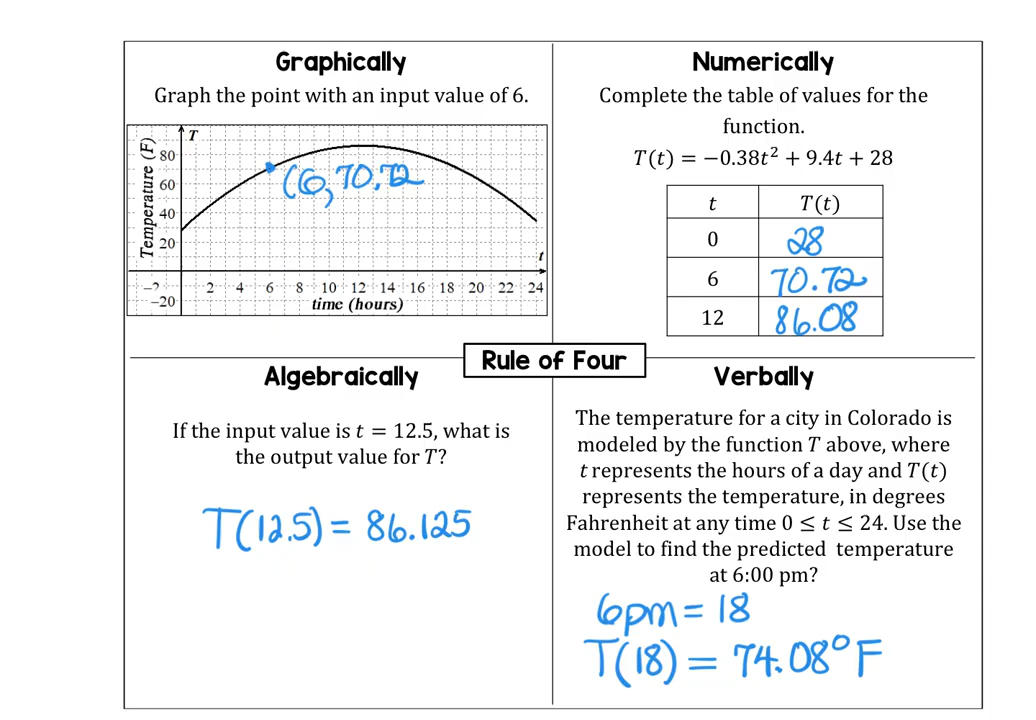 Graphically
Graph the point with an input value of 6.
Temperature (F)
T
80
60
40
20
(6,70.72
t
−2 2 4 6 8 10 12 14 16 18 20 22 24
−20
time (hours)
Numerically
Complete the table of values for the
function.
T(t) = −0.38t² + 9.4t + 28
t T(t)
0 28
6 70.72
12 86.08
Rule of Four
Algebraically
If the input value is t = 12.5, what is
the output value for T?
T(12.5) = 86.125
Verbally
The temperature for a city in Colorado is
modeled by the function T above, where
t represents the hours of a day and T(t)
represents the temperature, in degrees
Fahrenheit at any time 0 ≤ t ≤ 24. Use the
model to find the predicted temperature
at 6:00 pm?
6pm = 18
T(18) = 74.08° F